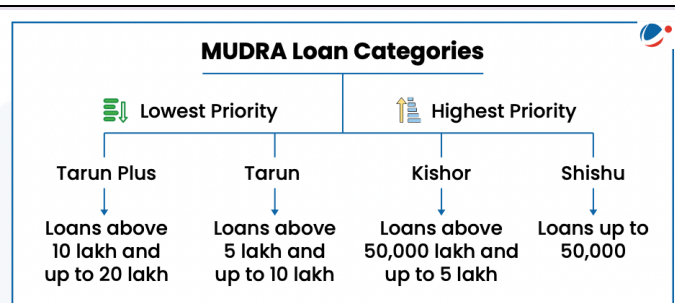 MUDRA Loan Categories
Lowest Priority
Highest Priority
Tarun Plus
Tarun
Kishor
Shishu
Loans above
10 lakh and
up to 20 lakh
Loans above
5 lakh and
up to 10 lakh
Loans above
50,000 lakh and
up to 5 lakh
Loans up to
50,000